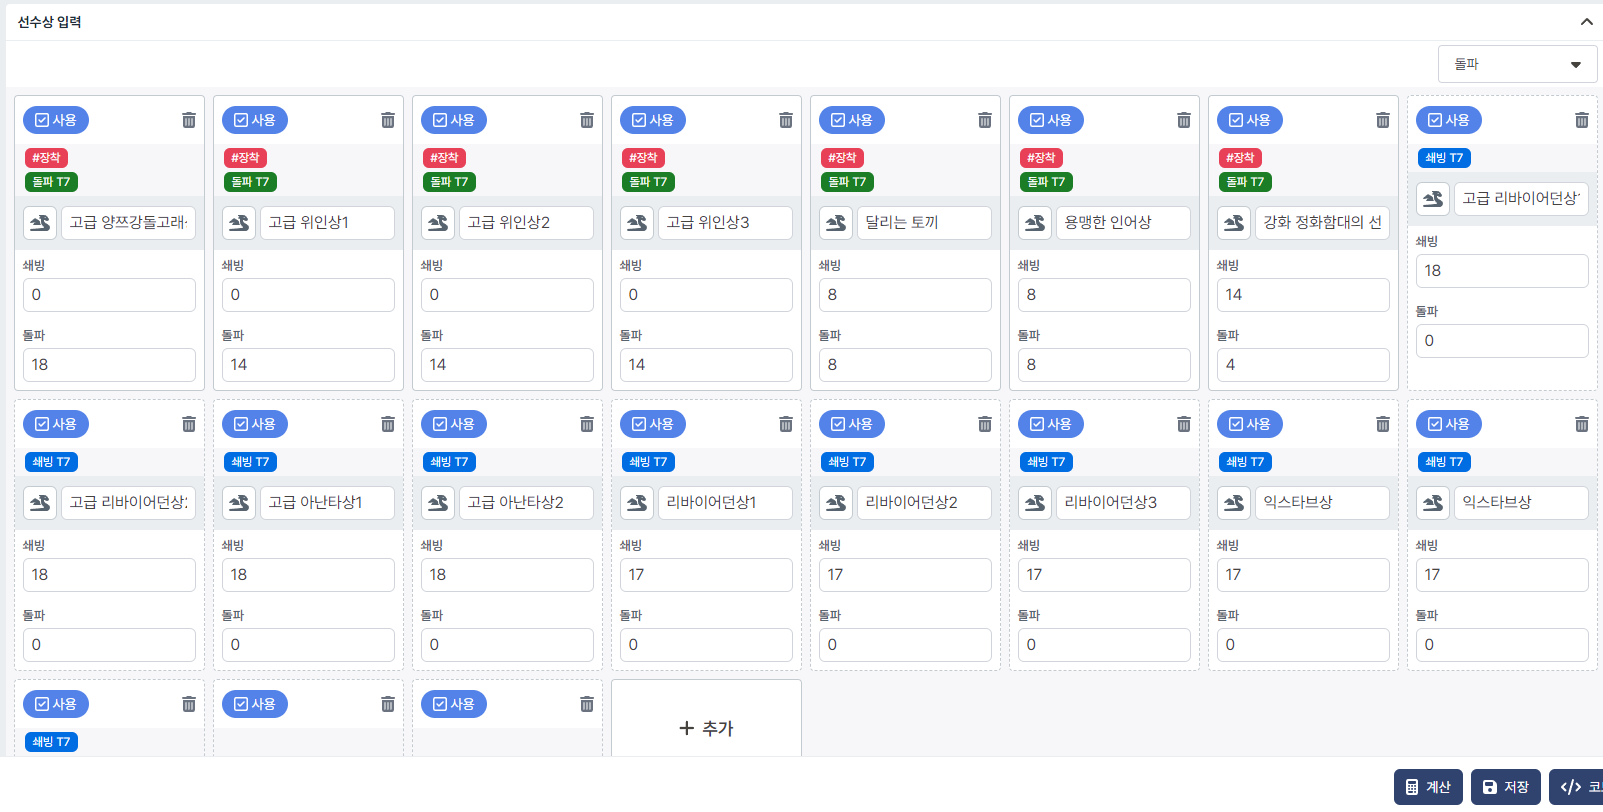 선수상 입력
돌파
사용
#장착
돌파 T7
고급 양쯔강돌고래
쇄빙
0
돌파
18
사용
#장착
돌파 T7
고급 위인상1
쇄빙
0
돌파
14
사용
#장착
돌파 T7
고급 위인상2
쇄빙
0
돌파
14
사용
#장착
돌파 T7
고급 위인상3
쇄빙
0
돌파
14
사용
#장착
돌파 T7
달리는 토끼
쇄빙
8
돌파
8
사용
#장착
돌파 T7
용맹한 인어상
쇄빙
8
돌파
8
사용
#장착
돌파 T7
강화 정화함대의 선
쇄빙
14
돌파
4
사용
쇄빙 T7
고급 리바이어던상
쇄빙
18
돌파
0
사용
쇄빙 T7
고급 리바이어던상
쇄빙
18
돌파
0
사용
쇄빙 T7
고급 아난타상1
쇄빙
18
돌파
0
사용
쇄빙 T7
고급 아난타상2
쇄빙
18
돌파
0
사용
쇄빙 T7
리바이어던상1
쇄빙
17
돌파
0
사용
쇄빙 T7
리바이어던상2
쇄빙
17
돌파
0
사용
쇄빙 T7
리바이어던상3
쇄빙
17
돌파
0
사용
쇄빙 T7
익스타브상
쇄빙
17
돌파
0
사용
쇄빙 T7
익스타브상
쇄빙
17
돌파
0
사용
쇄빙 T7
사용
사용
+ 추가
계산
저장
</> 코